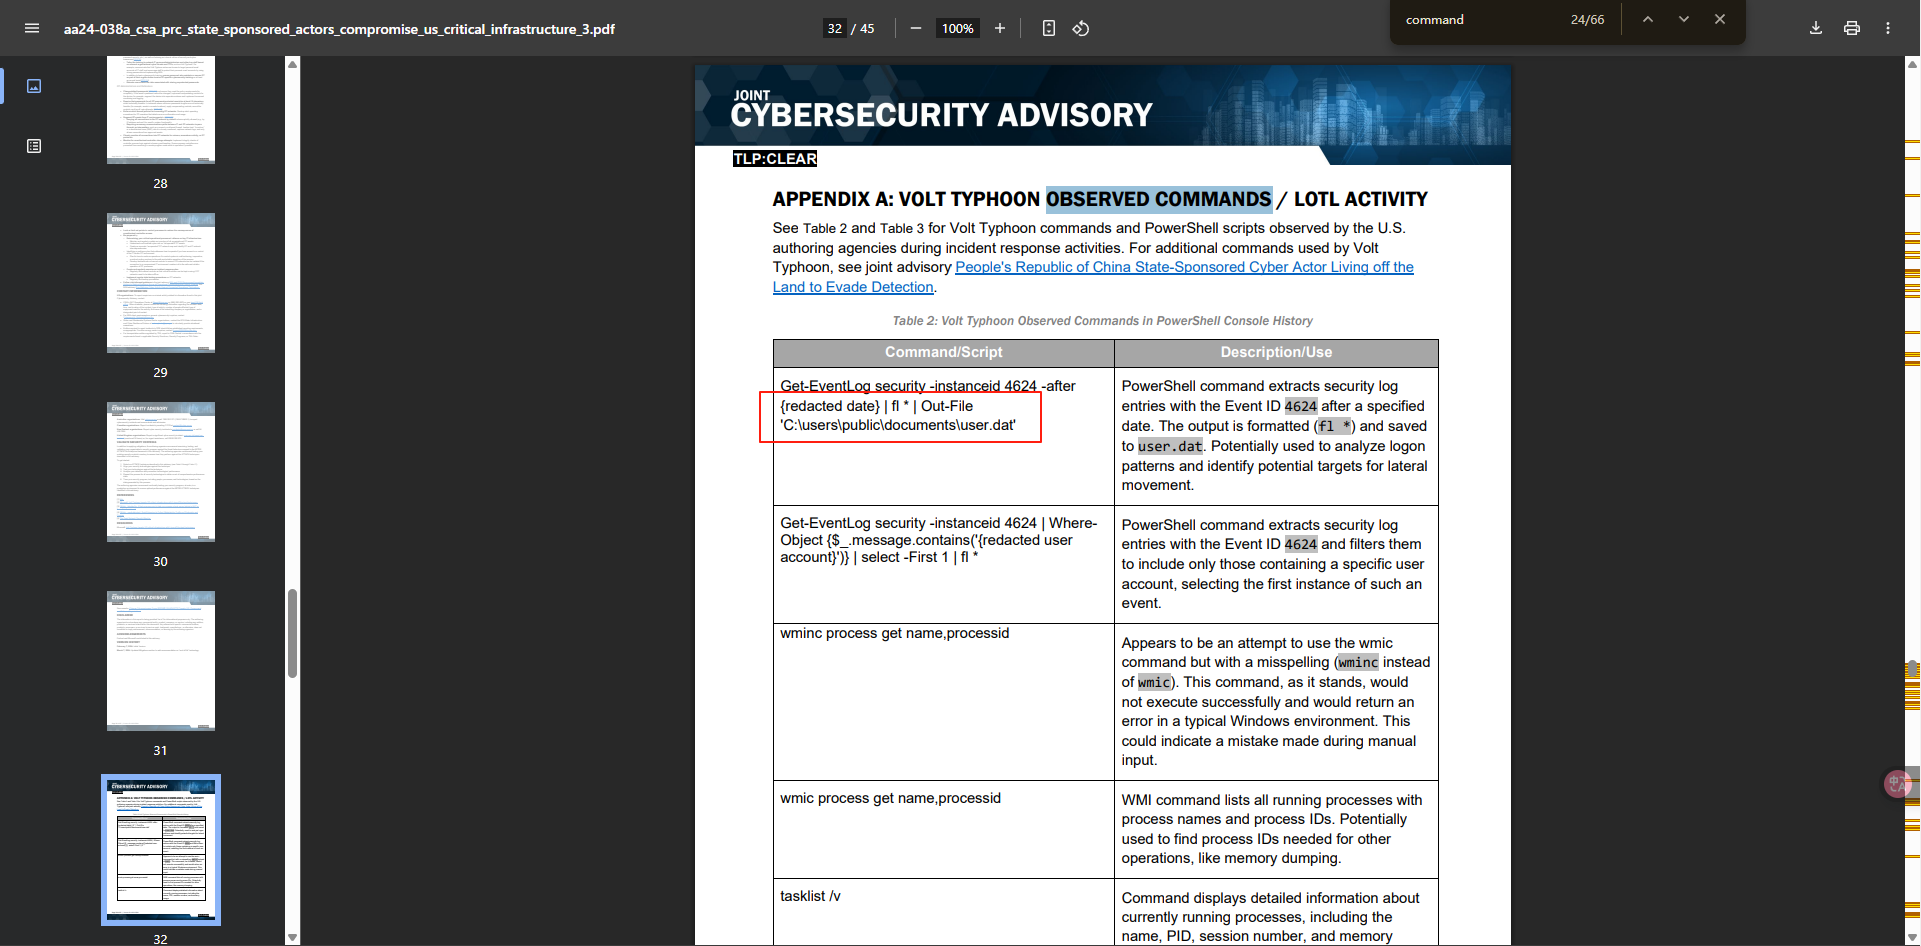 aa24-038a_csa_prc_state_sponsored_actors_compromise_us_critical_infrastructure_3.pdf
32 / 45
100%
command
24/66
28
29
30
31
32
JOINT
CYBERSECURITY ADVISORY
TLP:CLEAR
APPENDIX A: VOLT TYPHOON OBSERVED COMMANDS / LOTL ACTIVITY
See Table 2 and Table 3 for Volt Typhoon commands and PowerShell scripts observed by the U.S.
authoring agencies during incident response activities. For additional commands used by Volt
Typhoon, see joint advisory People's Republic of China State-Sponsored Cyber Actor Living off the
Land to Evade Detection.
Table 2: Volt Typhoon Observed Commands in PowerShell Console History
Command/Script
Description/Use
Get-EventLog security -instanceid 4624 -after
{redacted date} | fl * | Out-File
'C:\users\public\documents\user.dat'
PowerShell command extracts security log
entries with the Event ID 4624 after a specified
date. The output is formatted (fl *) and saved
to user.dat. Potentially used to analyze logon
patterns and identify potential targets for lateral
movement.
Get-EventLog security -instanceid 4624 | Where-
Object {$_.message.contains('{redacted user
account}')} | select -First 1 | fl *
PowerShell command extracts security log
entries with the Event ID 4624 and filters them
to include only those containing a specific user
account, selecting the first instance of such an
event.
wminc process get name,processid
Appears to be an attempt to use the wmic
command but with a misspelling (wminc instead
of wmic). This command, as it stands, would
not execute successfully and would return an
error in a typical Windows environment. This
could indicate a mistake made during manual
input.
wmic process get name,processid
WMI command lists all running processes with
process names and process IDs. Potentially
used to find process IDs needed for other
operations, like memory dumping.
tasklist /v
Command displays detailed information about
currently running processes, including the
name, PID, session number, and memory